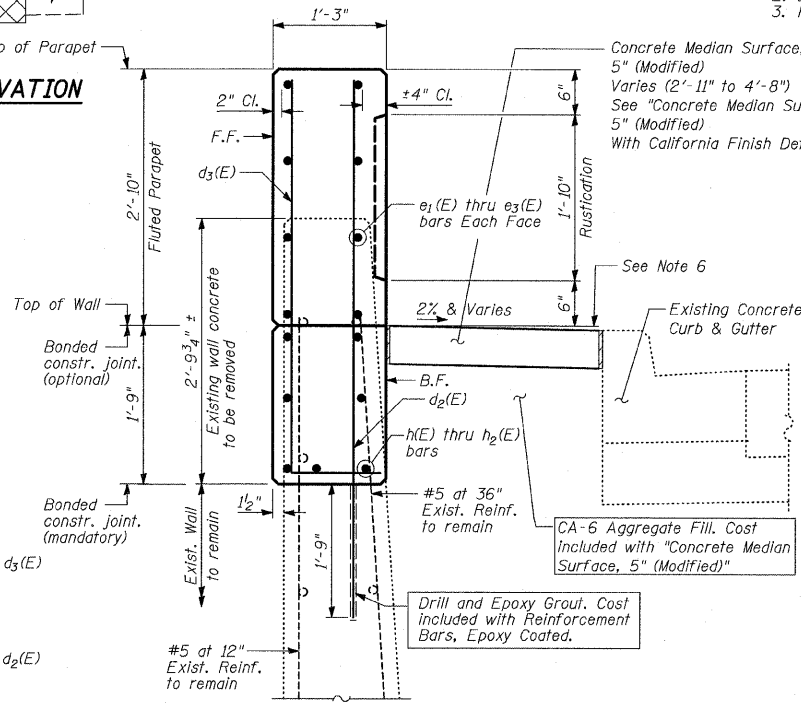 1'-3"
3.
of Parapet
VATION
2" Cl.
±4" Cl.
F.F.
d3(E)
2'-10"
Fluted Parapet
6"
1'-10"
Rustication
6"
Concrete Median Surface,
5" (Modified)
Varies (2'-11" to 4'-8")
See "Concrete Median Su
5" (Modified)
With California Finish De
e1(E) thru e3(E)
bars Each Face
See Note 6
2% & Varies
Existing Concrete
Curb & Gutter
Top of Wall
Bonded
constr. joint.
(optional)
1'-9"
2'-9¾" ±
Existing wall concrete
to be removed
B.F.
d2(E)
h(E) thru h2(E)
bars
Bonded
constr. joint.
(mandatory)
1½"
Exist. Wall
to remain
1'-9"
#5 at 36"
Exist. Reinf.
to remain
CA-6 Aggregate Fill. Cost
included with "Concrete Median
Surface, 5" (Modified)"
d3(E)
Drill and Epoxy Grout. Cost
included with Reinforcement
Bars, Epoxy Coated.
d2(E)
#5 at 12"
Exist. Reinf.
to remain